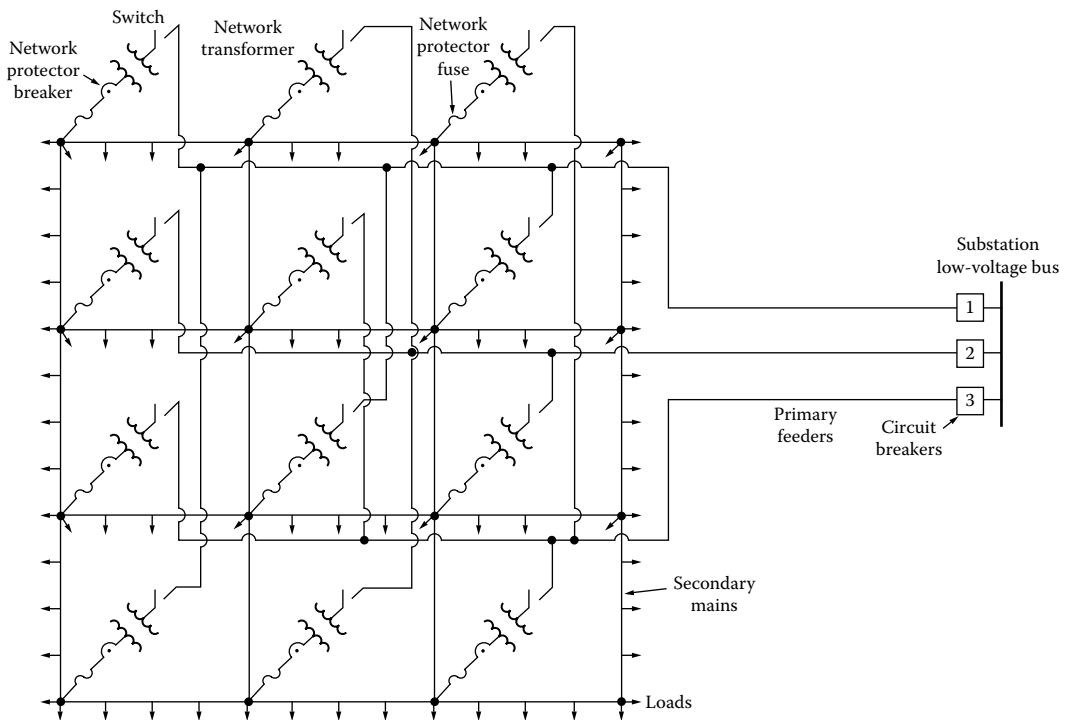 Switch
Network
protector
breaker
Network
transformer
Network
protector
fuse
Substation
low-voltage bus
1
2
3
Primary
feeders
Circuit
breakers
Secondary
mains
Loads